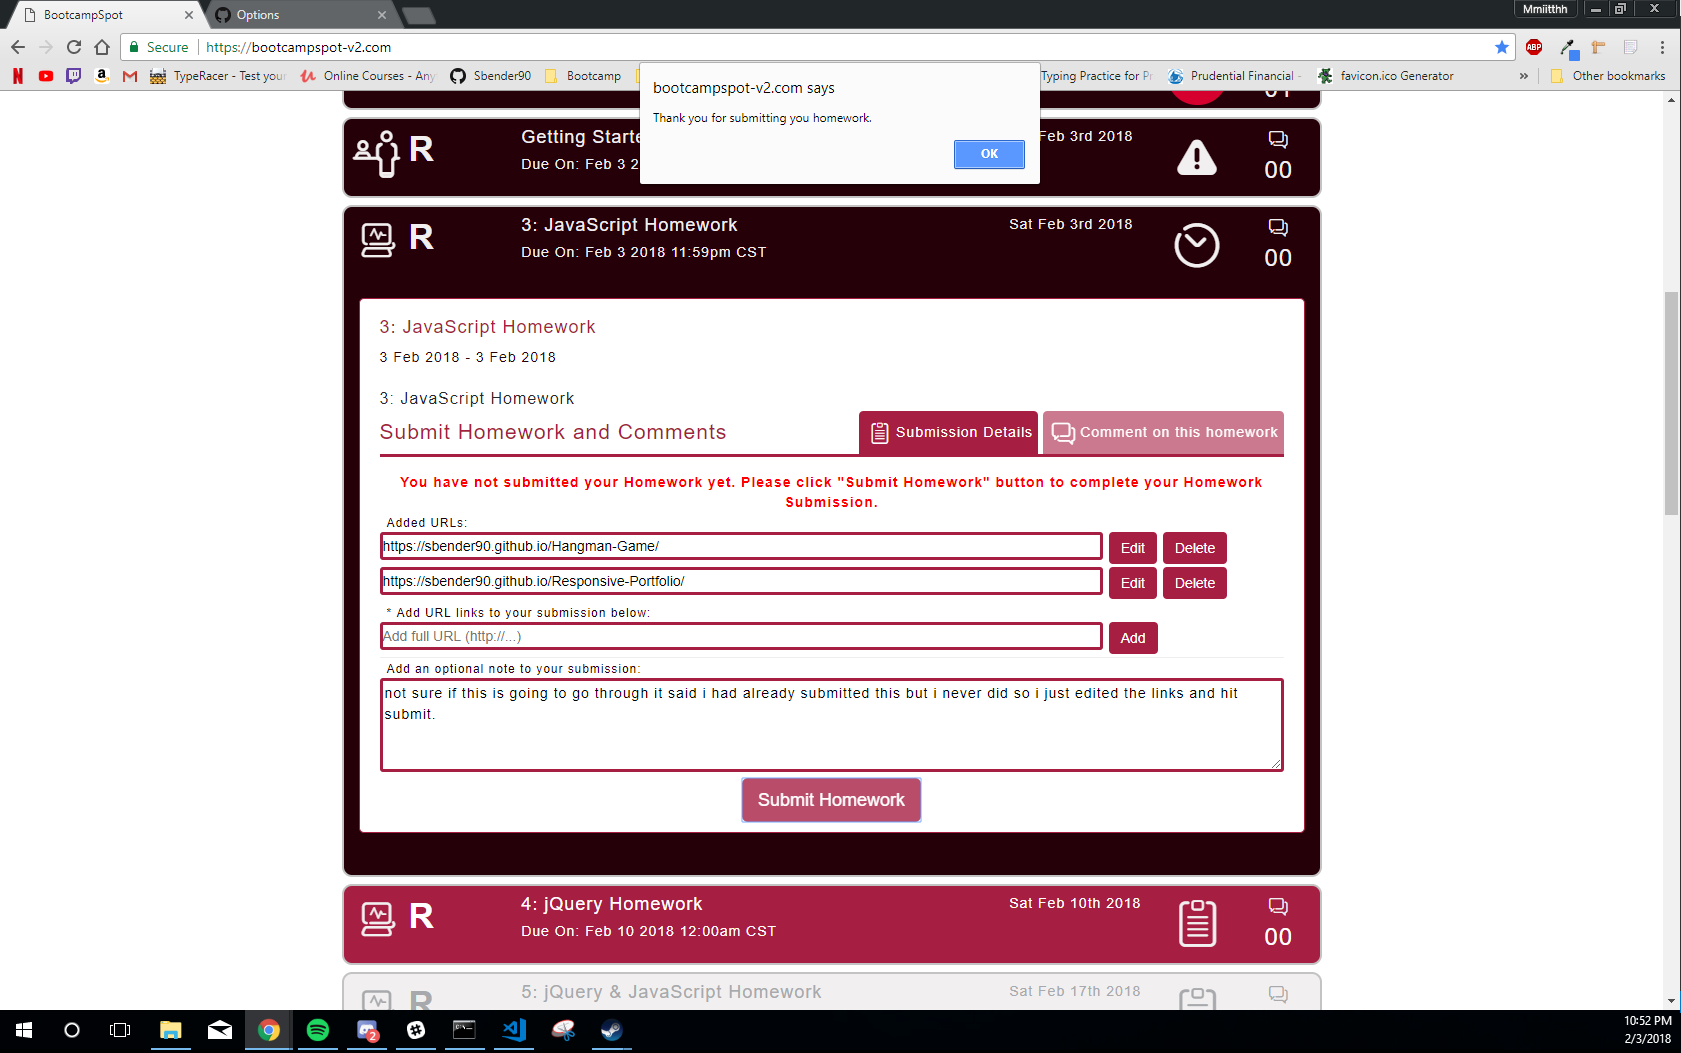 BootcampSpot
Options
Mmiitthh
Secure
https://bootcampspot-v2.com
ABP
TypeRacer - Test your
Online Courses - Any
Sbender90
Bootcamp
Typing Practice for Pr
Prudential Financial -
favicon.ico Generator
»
Other bookmarks
bootcampspot-v2.com says
Thank you for submitting you homework.
OK
R
Getting Starte
Feb 3rd 2018
Due On: Feb 3 2
00
R
3: JavaScript Homework
Sat Feb 3rd 2018
Due On: Feb 3 2018 11:59pm CST
00
3: JavaScript Homework
3 Feb 2018 - 3 Feb 2018
3: JavaScript Homework
Submit Homework and Comments
Submission Details
Comment on this homework
You have not submitted your Homework yet. Please click "Submit Homework" button to complete your Homework
Submission.
Added URLs:
https://sbender90.github.io/Hangman-Game/
Edit
Delete
https://sbender90.github.io/Responsive-Portfolio/
Edit
Delete
* Add URL links to your submission below:
Add full URL (http://...)
Add
Add an optional note to your submission:
not sure if this is going to go through it said i had already submitted this but i never did so i just edited the links and hit
submit.
Submit Homework
R
4: jQuery Homework
Sat Feb 10th 2018
Due On: Feb 10 2018 12:00am CST
00
R
5: jQuery & JavaScript Homework
Sat Feb 17th 2018
2
10:52 PM
2/3/2018